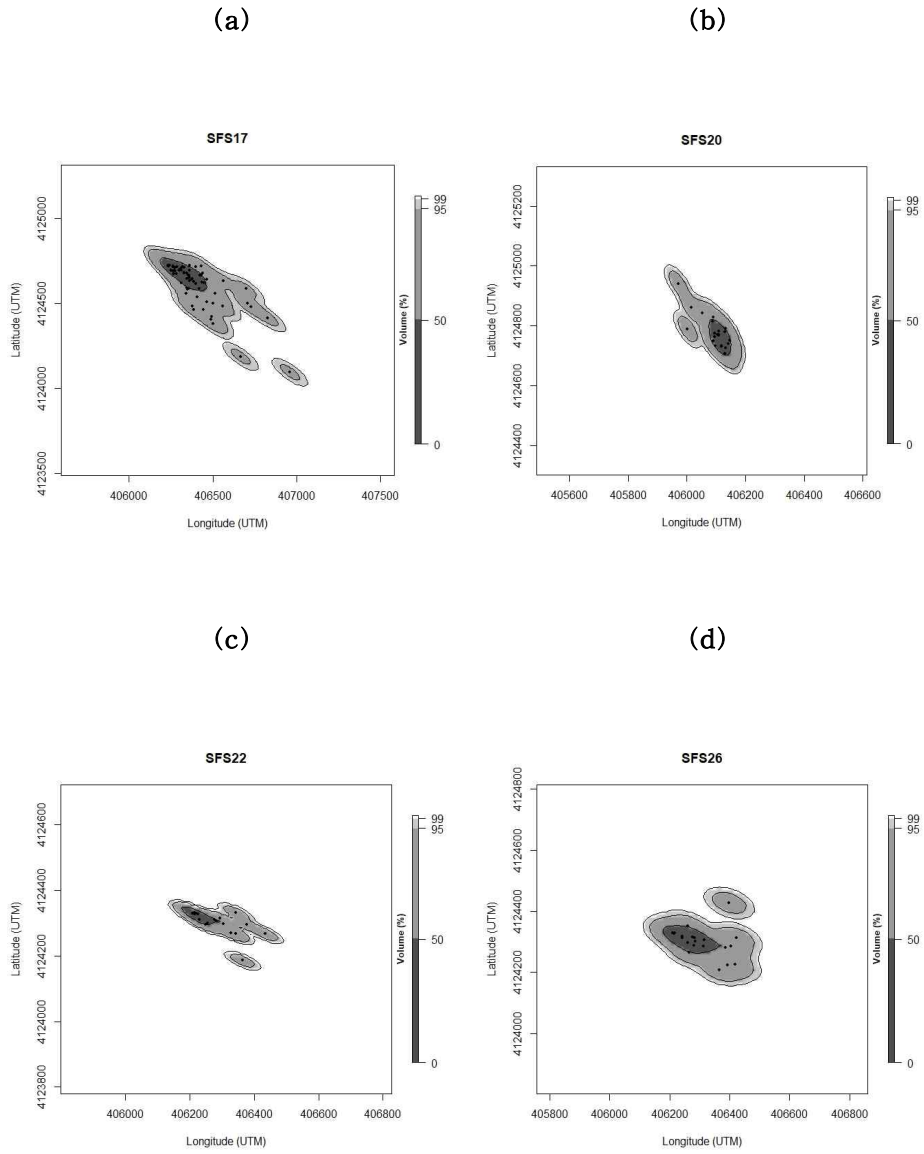 (a)
(b)
SFS17
SFS20
Latitude (UTM)
4125000
4124500
4124000
4123500
406000 406500 407000 407500
Longitude (UTM)
Volume (%)
99
95
50
0
Latitude (UTM)
4125200
4125000
4124800
4124600
4124400
405600 405800 406000 406200 406400 406600
Longitude (UTM)
Volume (%)
99
95
50
0
(c)
(d)
SFS22
SFS26
Latitude (UTM)
4124600
4124400
4124200
4124000
4123800
406000 406200 406400 406600 406800
Longitude (UTM)
Volume (%)
99
95
50
0
Latitude (UTM)
4124800
4124600
4124400
4124200
4124000
405800 406000 406200 406400 406600 406800
Longitude (UTM)
Volume (%)
99
95
50
0